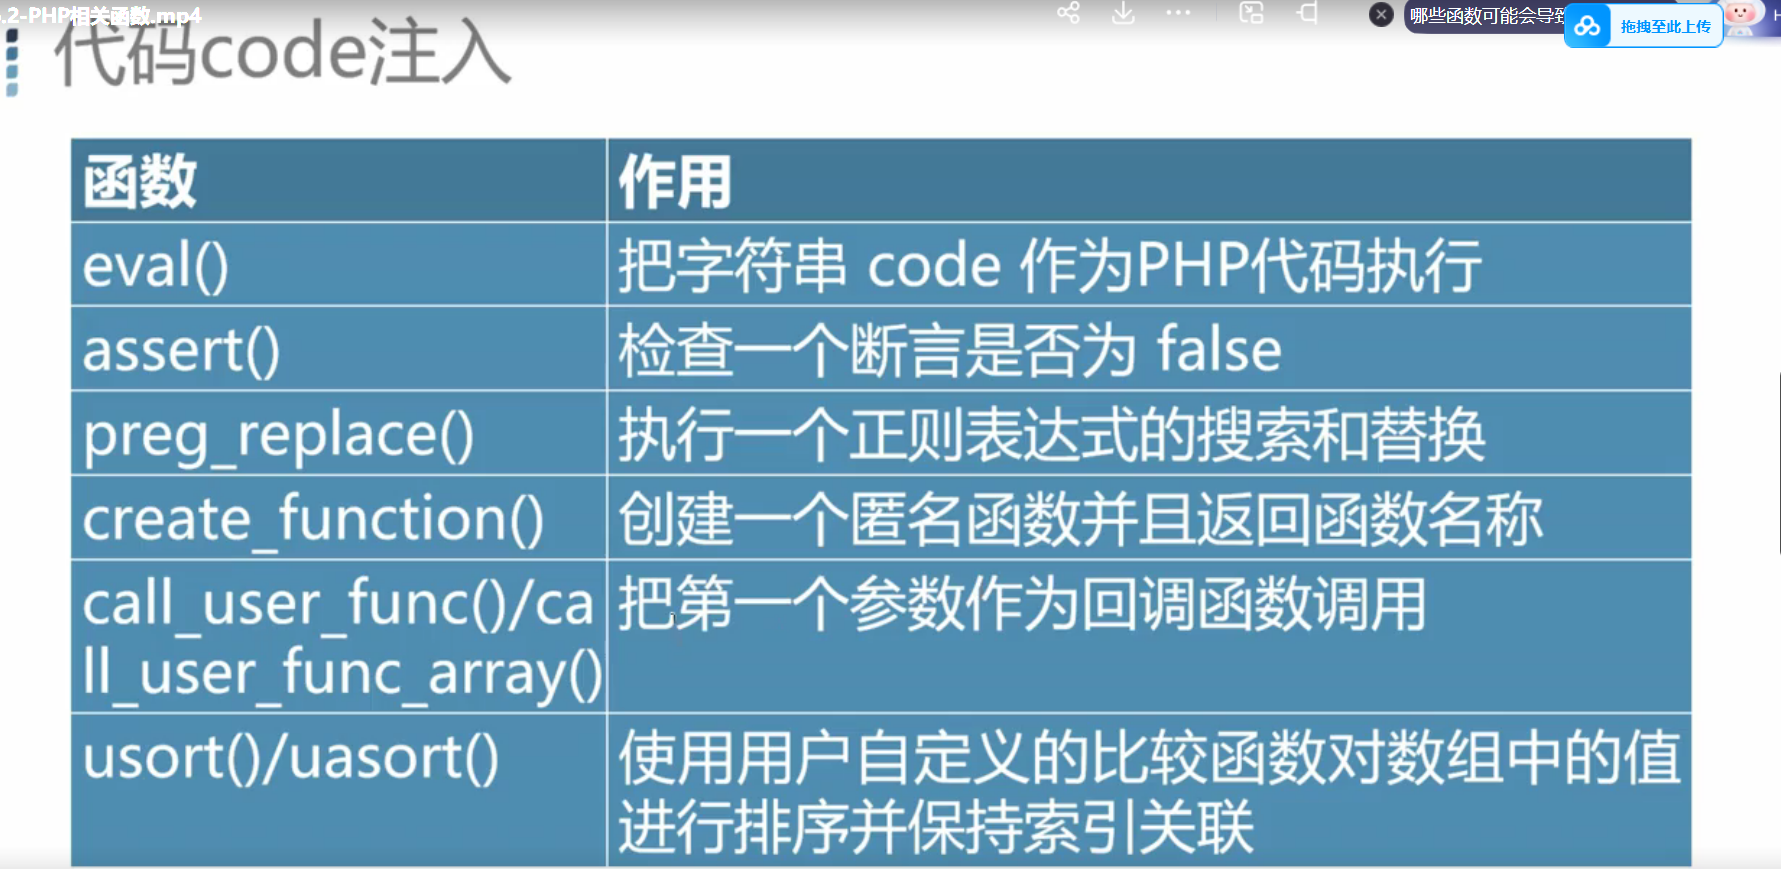 .2-PHP相关函数.mp4
哪些函数可能会导致
拖拽至此上传
代码code注入
函数
作用
eval()
把字符串 code 作为PHP代码执行
assert()
检查一个断言是否为 false
preg_replace()
执行一个正则表达式的搜索和替换
create_function()
创建一个匿名函数并且返回函数名称
call_user_func()/ca
ll_user_func_array()
把第一个参数作为回调函数调用
usort()/uasort()
使用用户自定义的比较函数对数组中的值
进行排序并保持索引关联